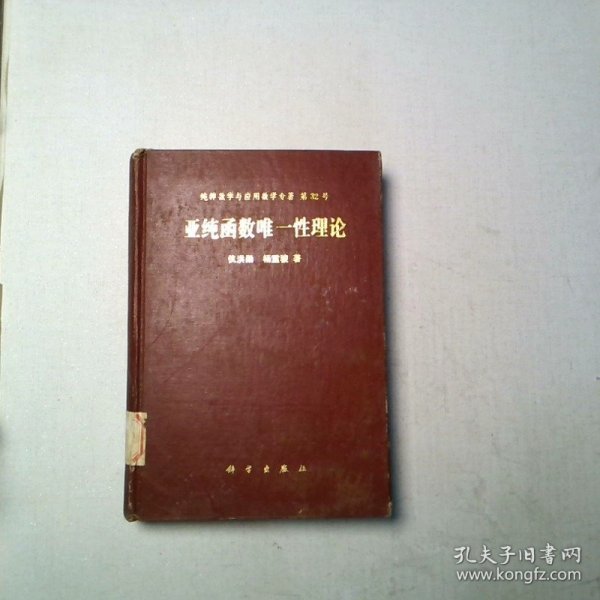 纯粹数学与应用数学专著 第32号
亚纯函数唯一性理论
仪洪勋 杨重骏 著
科学出版社
孔夫子旧书网
www.kongfz.com